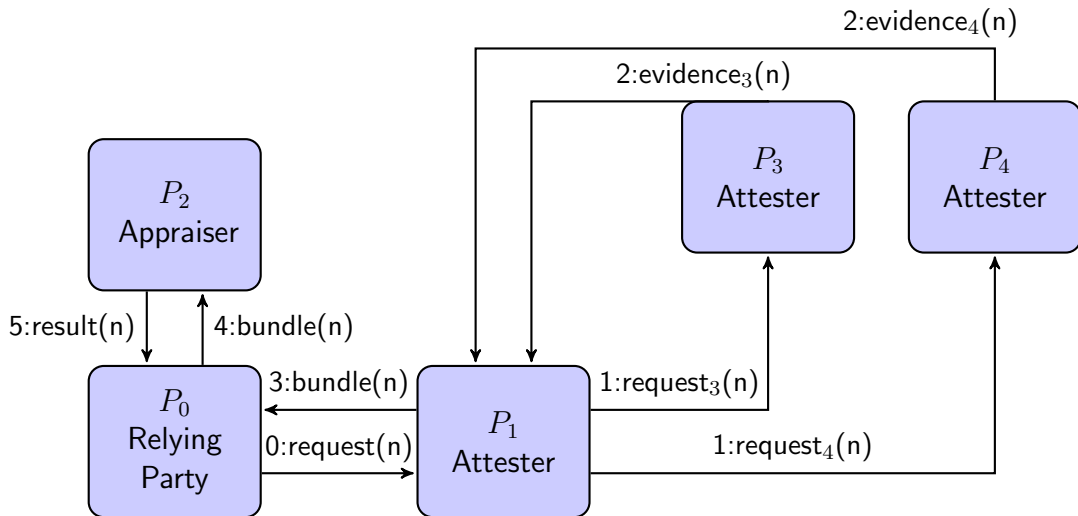 2:evidence₄(n)
2:evidence₃(n)
P₃
Attester
P₄
Attester
P₂
Appraiser
5:result(n)
4:bundle(n)
P₀
Relying
Party
3:bundle(n)
0:request(n)
P₁
Attester
1:request₃(n)
1:request₄(n)